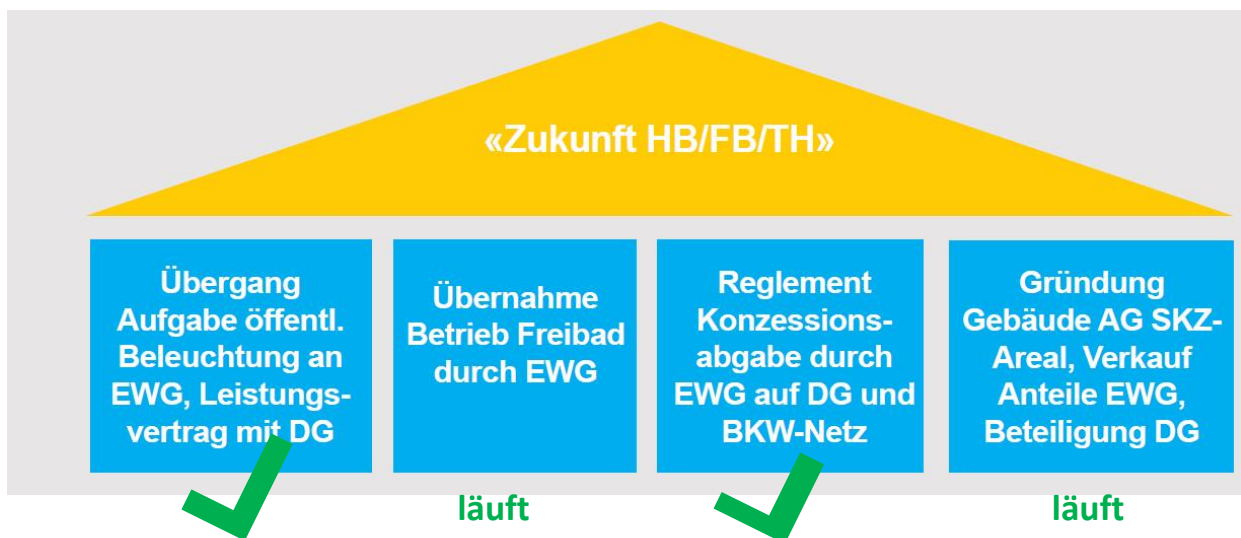 «Zukunft HB/FB/TH»
Übergang
Aufgabe öffentl.
Beleuchtung an
EWG, Leistungs-
vertrag mit DG
Übernahme
Betrieb Freibad
durch EWG
Reglement
Konzessions-
abgabe durch
EWG auf DG und
BKW-Netz
Gründung
Gebäude AG SKZ-
Areal, Verkauf
Anteile EWG,
Beteiligung DG
läuft
läuft